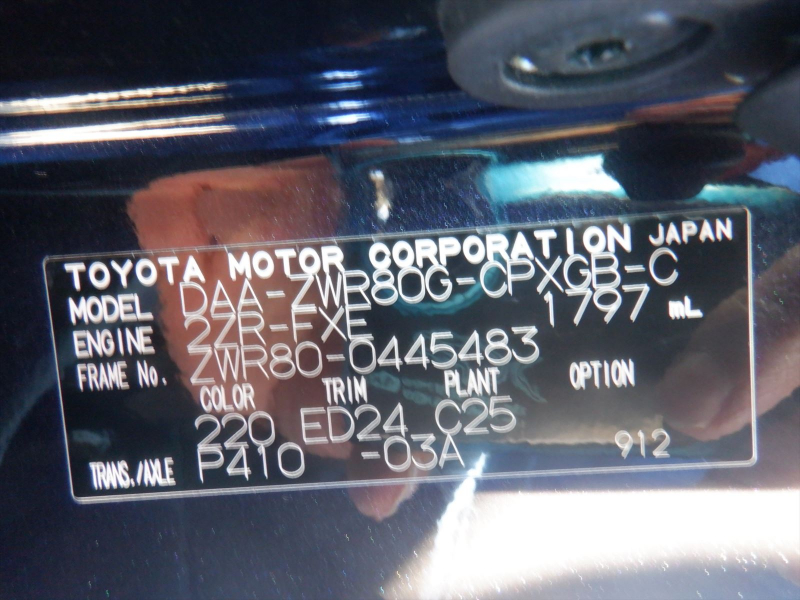 TOYOTA MOTOR CORPORATION JAPAN
MODEL DAA-ZWR80G-CPXGB-C
ENGINE 2ZR-FXE 1797 mL
FRAME No. ZWR80-0445483
COLOR TRIM PLANT OPTION
220 ED24 C25
TRANS./AXLE P410 -03A 912